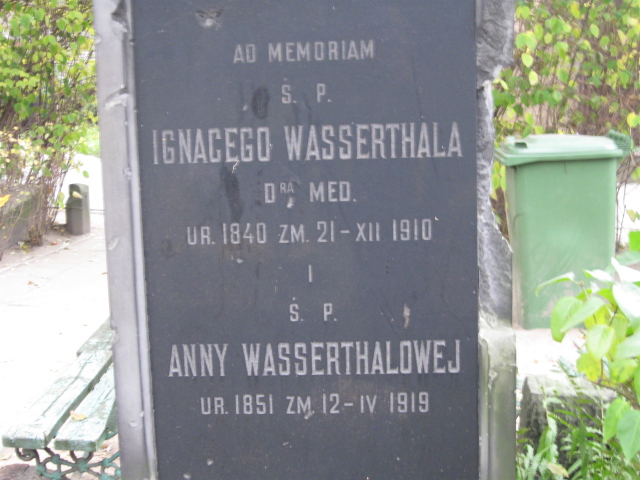 AD MEMORIAM
Ś. P.
IGNACEGO WASSERTHALA
DRA, MED.
UR. 1840 ZM. 21-XII 1910
I
Ś. P.
ANNY WASSERTHALOWEJ
UR. 1851 ZM. 12-IV 1919